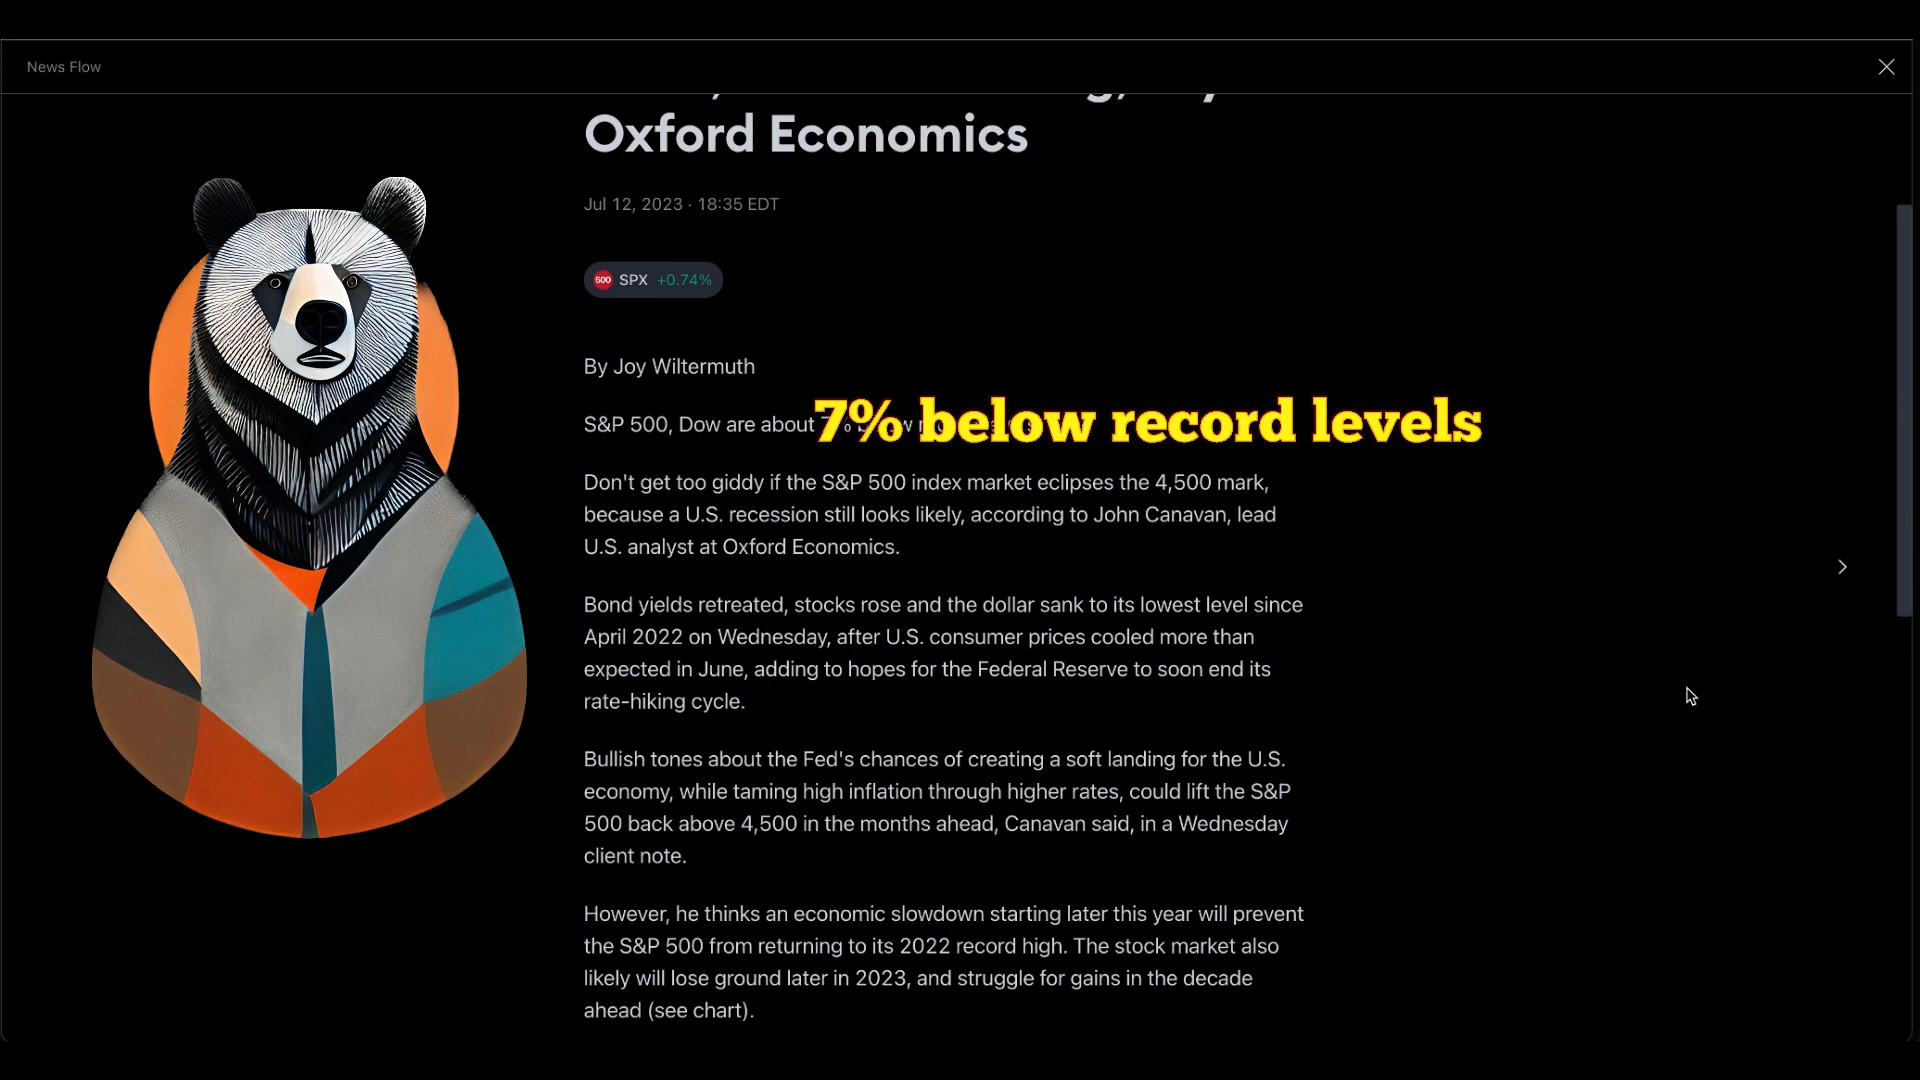 News Flow
Oxford Economics
Jul 12, 2023 · 18:35 EDT
500 SPX +0.74%
By Joy Wiltermuth
S&P 500, Dow are about 7% below record levels
Don't get too giddy if the S&P 500 index market eclipses the 4,500 mark,
because a U.S. recession still looks likely, according to John Canavan, lead
U.S. analyst at Oxford Economics.
Bond yields retreated, stocks rose and the dollar sank to its lowest level since
April 2022 on Wednesday, after U.S. consumer prices cooled more than
expected in June, adding to hopes for the Federal Reserve to soon end its
rate-hiking cycle.
Bullish tones about the Fed's chances of creating a soft landing for the U.S.
economy, while taming high inflation through higher rates, could lift the S&P
500 back above 4,500 in the months ahead, Canavan said, in a Wednesday
client note.
However, he thinks an economic slowdown starting later this year will prevent
the S&P 500 from returning to its 2022 record high. The stock market also
likely will lose ground later in 2023, and struggle for gains in the decade
ahead (see chart).